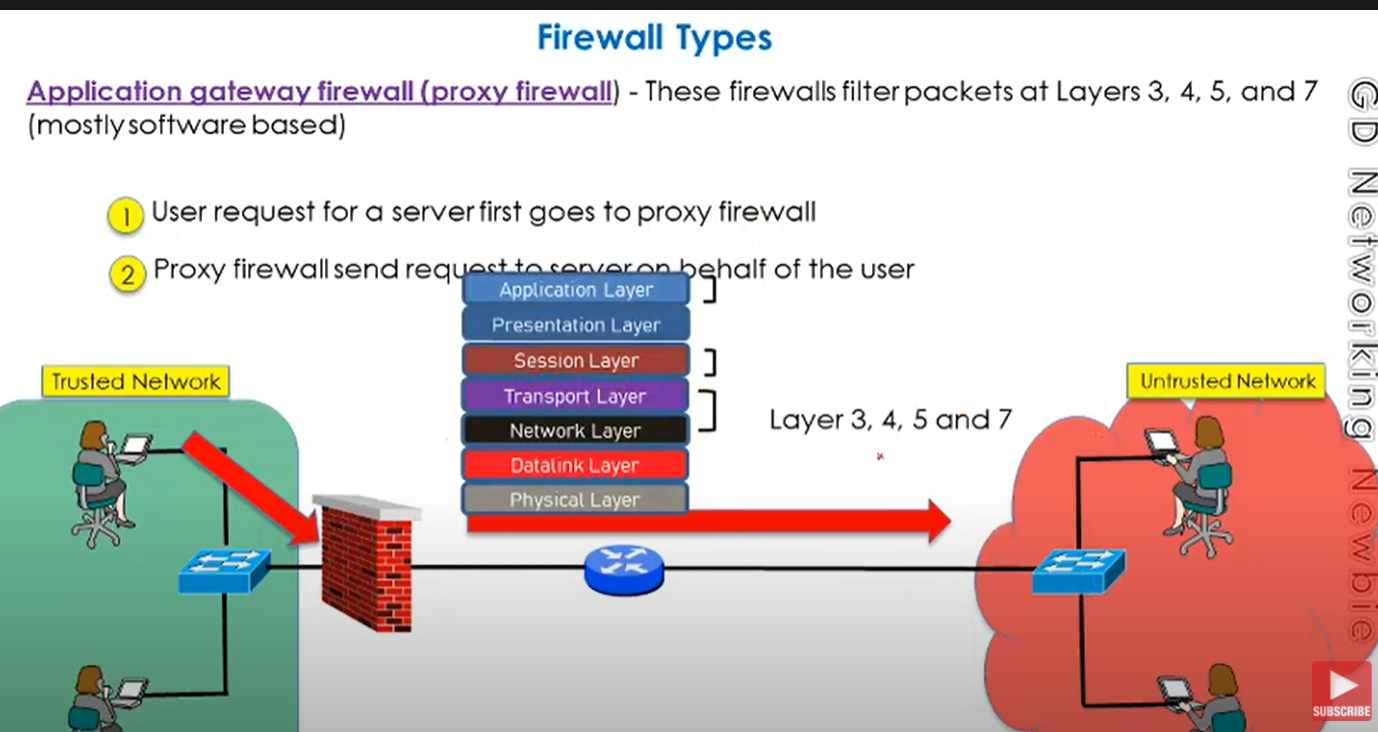 Firewall Types
Application gateway firewall (proxy firewall) - These firewalls filter packets at Layers 3, 4, 5, and 7
(mostly software based)
1 User request for a server first goes to proxy firewall
2 Proxy firewall send request to server on behalf of the user
Application Layer
Presentation Layer
Session Layer
Transport Layer
Network Layer
Datalink Layer
Physical Layer
Layer 3, 4, 5 and 7
Trusted Network
Untrusted Network
GD Networking Newbie
SUBSCRIBE